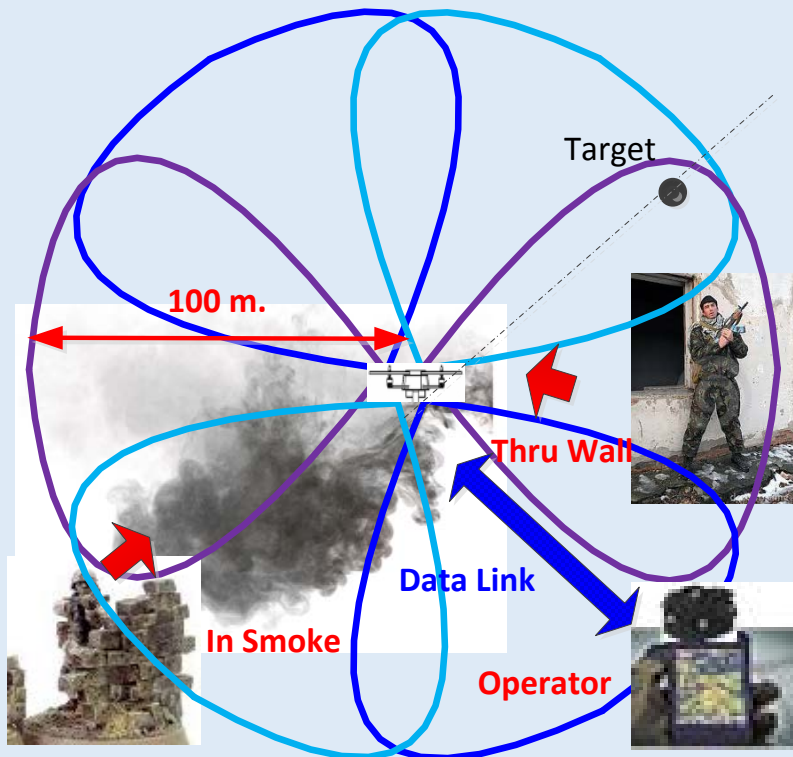 Target
100 m.
Thru Wall
Data Link
In Smoke
Operator